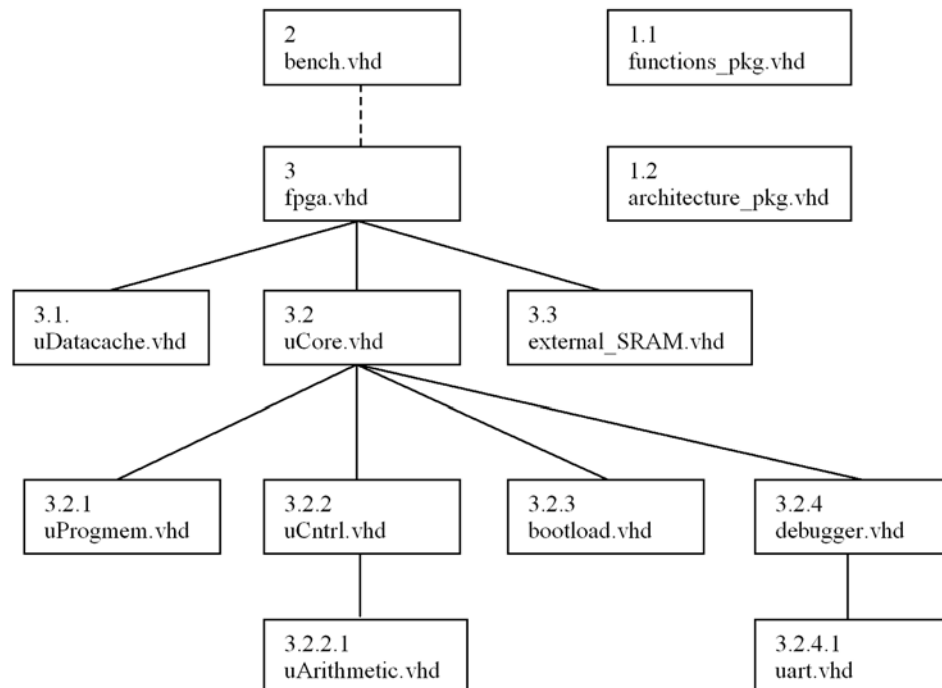 2
bench.vhd
1.1
functions_pkg.vhd
3
fpga.vhd
1.2
architecture_pkg.vhd
3.1.
uDatacache.vhd
3.2
uCore.vhd
3.3
external_SRAM.vhd
3.2.1
uProgmem.vhd
3.2.2
uCntrl.vhd
3.2.3
bootload.vhd
3.2.4
debugger.vhd
3.2.2.1
uArithmetic.vhd
3.2.4.1
uart.vhd